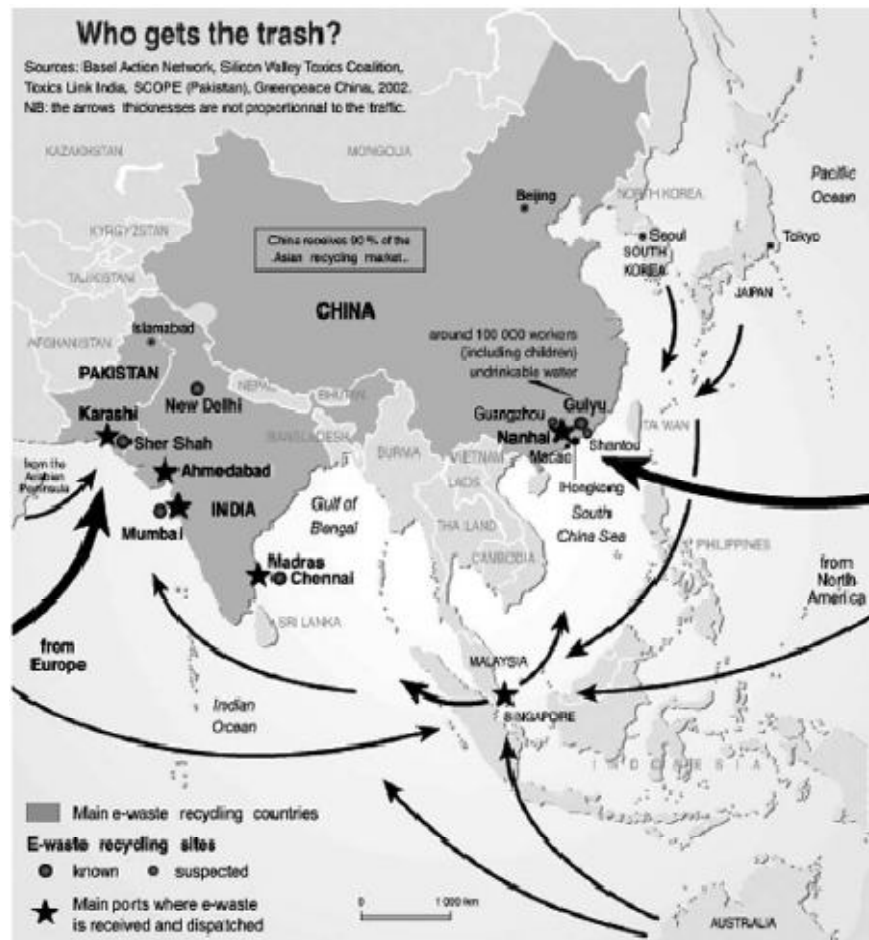 Who gets the trash?
Sources: Basel Action Network, Silicon Valley Toxics Coalition,
Toxics Link India, SCOPE (Pakistan), Greenpeace China, 2002.
NB: the arrows thicknesses are not proportionnal to the traffic.
KAZAKHSTAN
MONGOLIA
Pacific
Ocean
Beijing
NORTH KOREA
KYRGYZSTAN
China receives 90 % of the
Asian recycling market..
Seoul
SOUTH
KOREA
Tokyo
TAJIKISTAN
JAPAN
CHINA
AFGHANISTAN
Islamabad
around 100 000 workers
(including children)
undrinkable water
PAKISTAN
NEPAL
BHUTAN
New Delhi
Karashi
Guangzhou
Guiyu
TAIWAN
Sher Shah
BANGLADESH
Nanhai
Shantou
from the
Arabian
Peninsula
BURMA
VIETNAM
Macao
Ahmedabad
LAOS
Hongkong
INDIA
Gulf of
Bengal
South
China Sea
Mumbai
THAILAND
PHILIPPINES
Madras
Chennai
CAMBODIA
from
North
America
SRI LANKA
from
Europe
MALAYSIA
Indian
Ocean
SINGAPORE
INDONESIA
Main e-waste recycling countries
E-waste recycling sites
known
suspected
Main ports where e-waste
is received and dispatched
0
1 000 km
AUSTRALIA